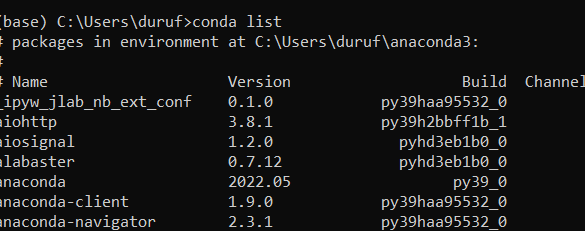 (base) C:\Users\duruf>conda list
# packages in environment at C:\Users\duruf\anaconda3:
#
# Name Version Build Channel
_ipyw_jlab_nb_ext_conf 0.1.0 py39haa95532_0
aiohttp 3.8.1 py39h2bbff1b_1
aiosignal 1.2.0 pyhd3eb1b0_0
alabaster 0.7.12 pyhd3eb1b0_0
anaconda 2022.05 py39_0
anaconda-client 1.9.0 py39haa95532_0
anaconda-navigator 2.3.1 py39haa95532_0